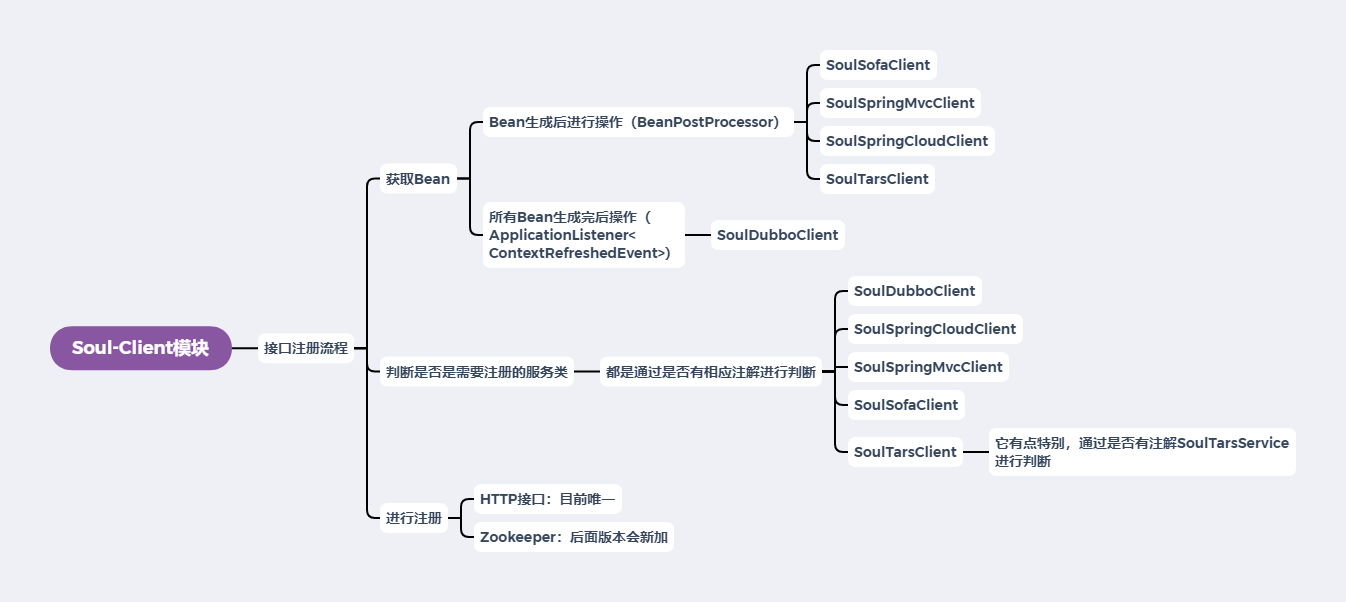 Soul-Client模块
接口注册流程
获取Bean
Bean生成后进行操作（BeanPostProcessor）
SoulSofaClient
SoulSpringMvcClient
SoulSpringCloudClient
SoulTarsClient
所有Bean生成完后操作（
ApplicationListener<
ContextRefreshedEvent>）
SoulDubboClient
判断是否是需要注册的服务类
都是通过是否有相应注解进行判断
SoulDubboClient
SoulSpringCloudClient
SoulSpringMvcClient
SoulSofaClient
SoulTarsClient
它有点特别，通过是否有注解SoulTarsService
进行判断
进行注册
HTTP接口：目前唯一
Zookeeper：后面版本会新加